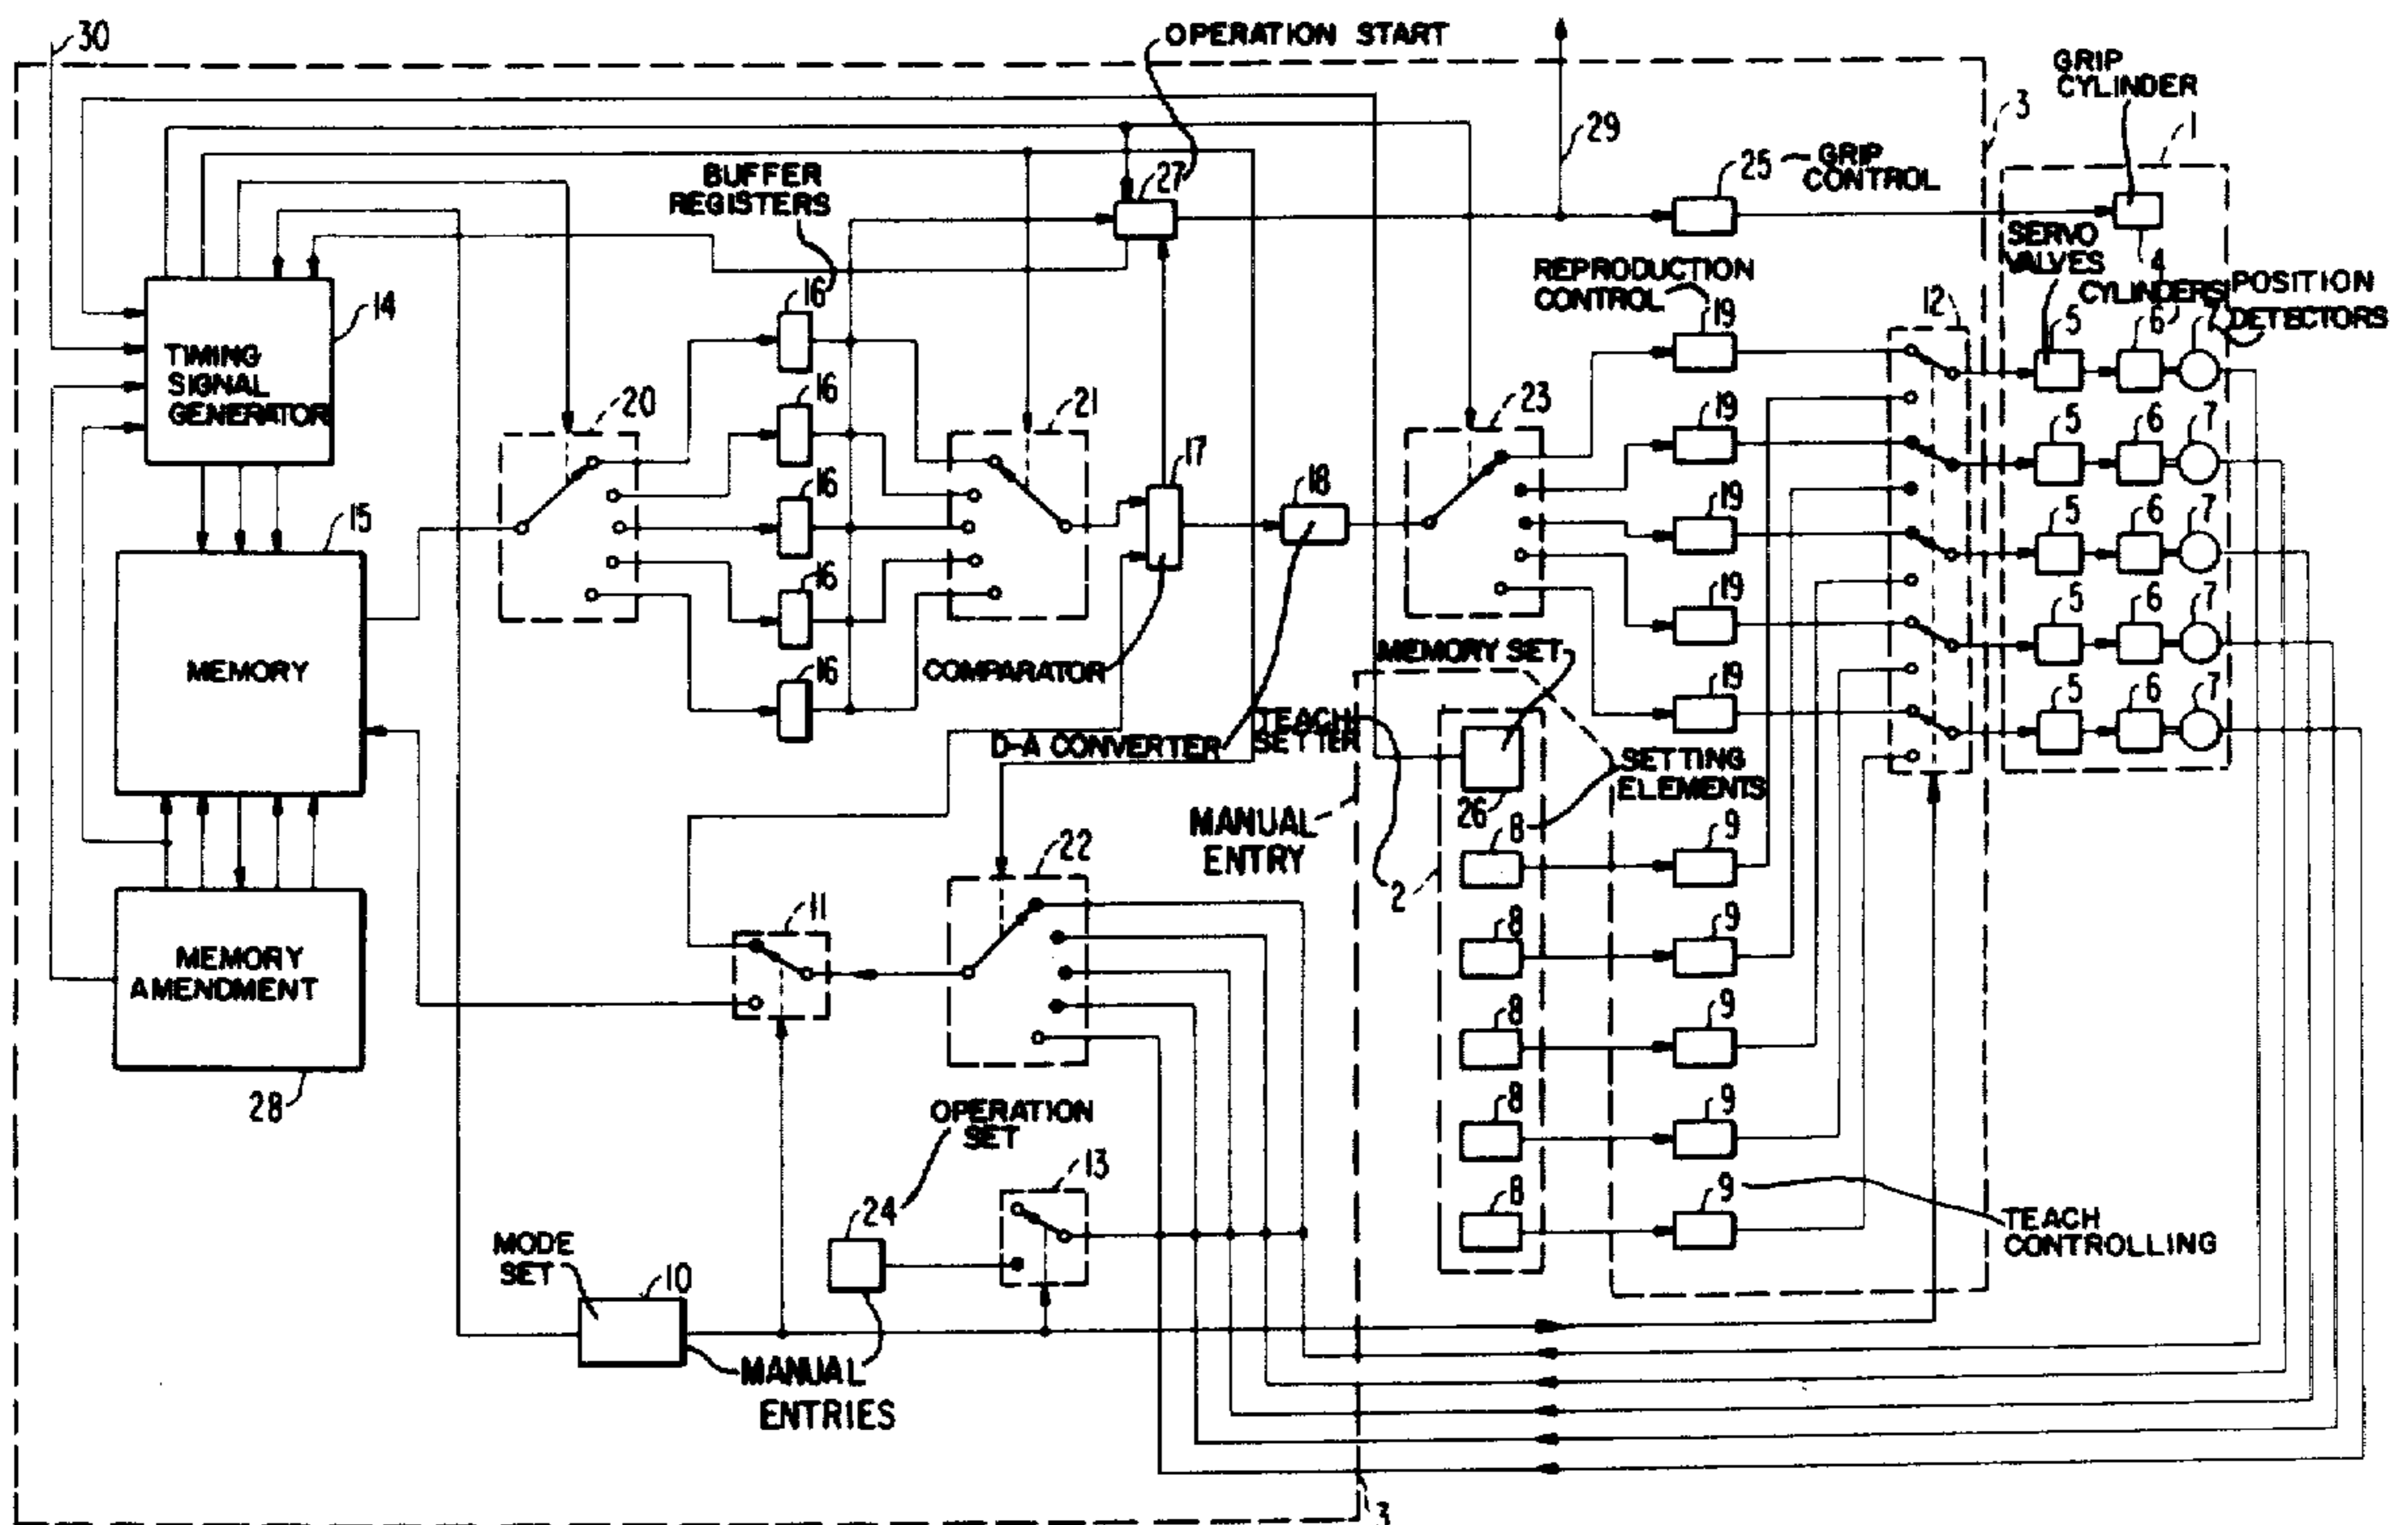 30
OPERATION START
GRIP
CYLINDER
3
1
29
BUFFER
REGISTERS
27
25
GRIP
CONTROL
SERVO
VALVES
4
REPRODUCTION
CONTROL
CYLINDERS
POSITION
DETECTORS
14
TIMING
SIGNAL
GENERATOR
16
19
12
5
6
7
20
16
21
23
19
5
6
7
15
16
17
18
19
5
6
7
MEMORY
16
COMPARATOR
MEMORY SET
19
5
6
7
16
D-A CONVERTER
TEACH
SETTER
19
5
6
7
SETTING
ELEMENTS
26
MANUAL
ENTRY
8
9
2
22
11
8
9
MEMORY
AMENDMENT
28
8
9
OPERATION
SET
8
9
13
24
8
9
TEACH
CONTROLLING
MODE
SET
10
MANUAL
ENTRIES
3